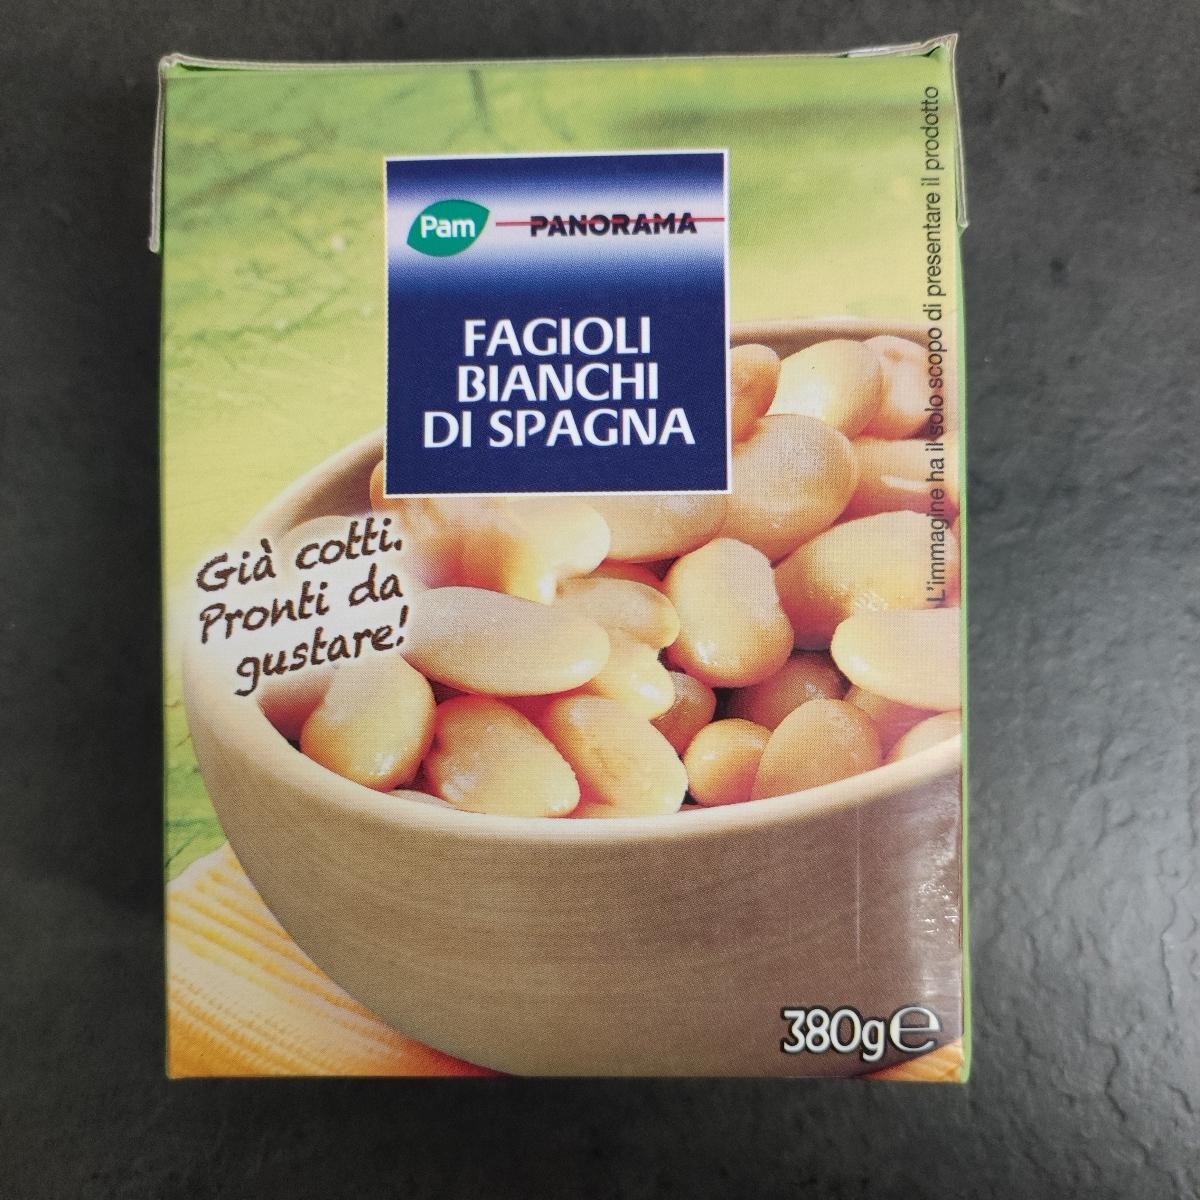 Pam PANORAMA
FAGIOLI
BIANCHI
DI SPAGNA
Già cotti.
Pronti da
gustare!
L'immagine ha il solo scopo di presentare il prodotto
380g℮